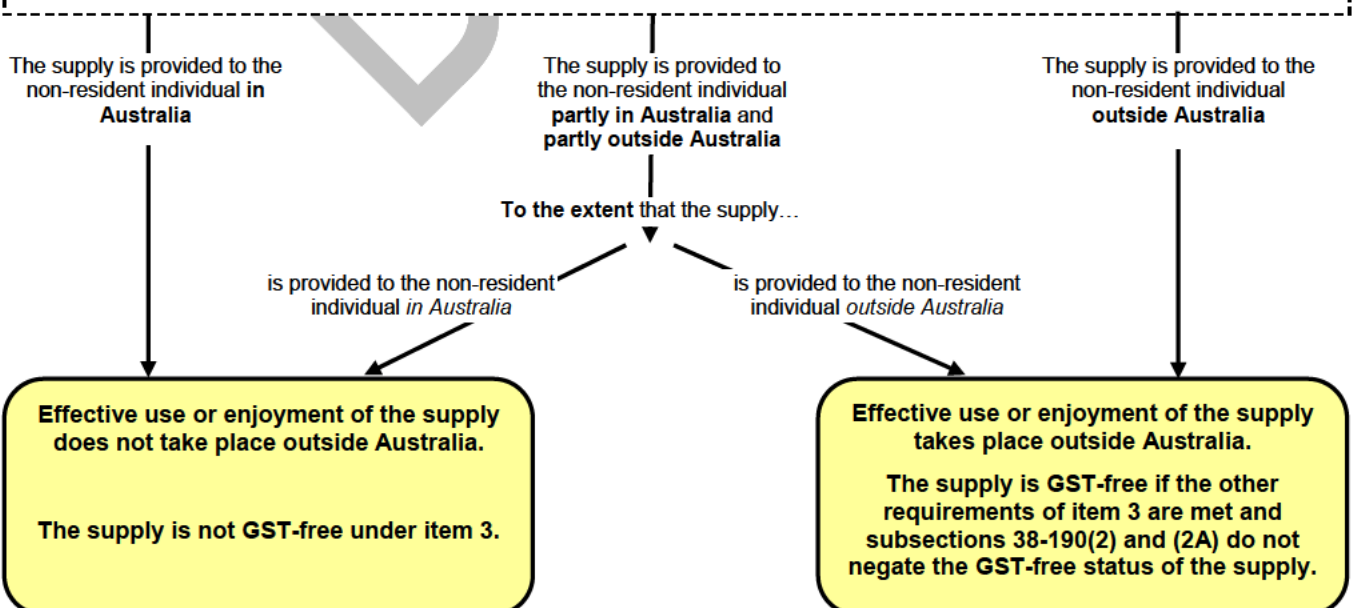 The supply is provided to the
non-resident individual in
Australia
The supply is provided to
the non-resident individual
partly in Australia and
partly outside Australia
The supply is provided to the
non-resident individual
outside Australia
To the extent that the supply…
is provided to the non-resident
individual in Australia
is provided to the non-resident
individual outside Australia
Effective use or enjoyment of the supply
does not take place outside Australia.
The supply is not GST-free under item 3.
Effective use or enjoyment of the supply
takes place outside Australia.
The supply is GST-free if the other
requirements of item 3 are met and
subsections 38-190(2) and (2A) do not
negate the GST-free status of the supply.